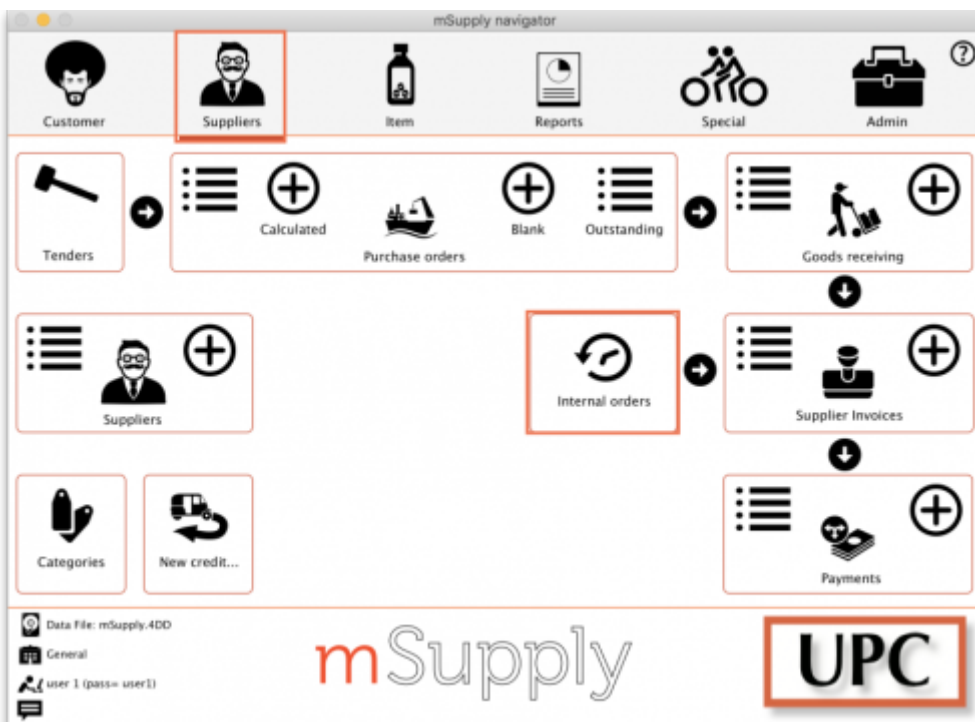 mSupply navigator
?
Customer
Suppliers
Item
Reports
Special
Admin
Tenders
Calculated
Blank
Outstanding
Purchase orders
Goods receiving
Suppliers
Internal orders
Supplier Invoices
Categories
New credit...
Payments
Data File: mSupply.4DD
General
user 1 (pass= user1)
mSupply
UPC